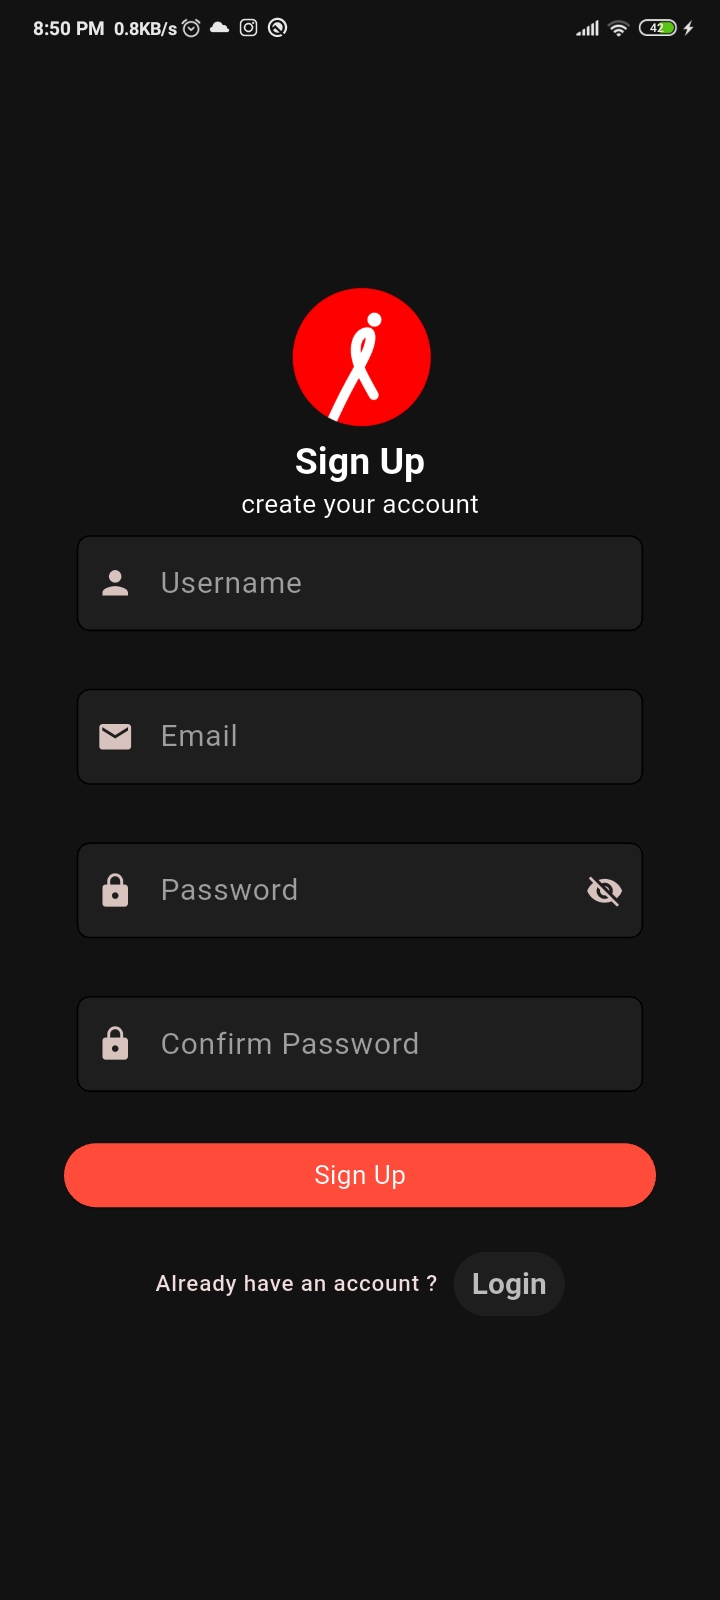 8:50 PM 0.8KB/s 42
Sign Up
create your account
Username
Email
Password
Confirm Password
Sign Up
Already have an account ? Login